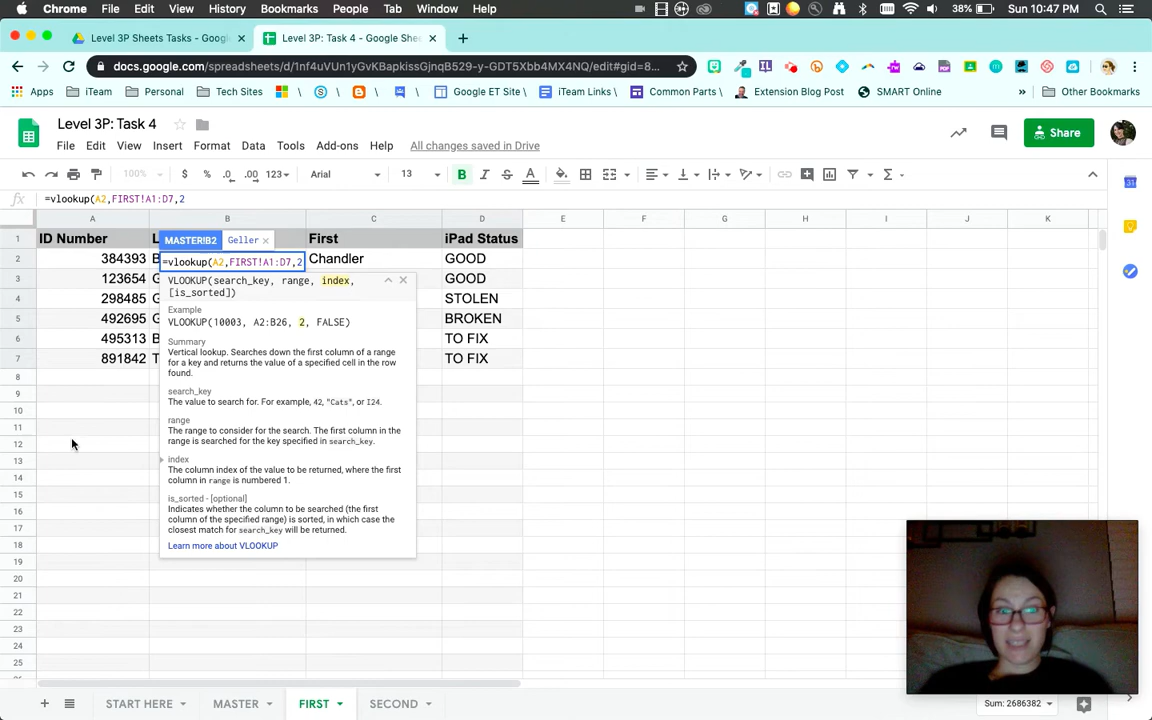 Chrome File Edit View History Bookmarks People Tab Window Help 38% Sun 10:47 PM
Level 3P Sheets Tasks - Googl × Level 3P: Task 4 - Google She × +
docs.google.com/spreadsheets/d/1nf4uVUn1yGvKBapkissGjnqB529-y-GDT5Xbb4MX4NQ/edit#gid=8...
Apps iTeam Personal Tech Sites Google ET Site \ iTeam Links \ Common Parts \ Extension Blog Post SMART Online » Other Bookmarks
Level 3P: Task 4
File Edit View Insert Format Data Tools Add-ons Help All changes saved in Drive
Share
100% $ % .0 .00 123 Arial 13 B I S A
fx =vlookup(A2,FIRST!A1:D7,2
A B C D E F G H I J K
1 ID Number L First iPad Status
MASTER!B2 Geller ×
2 384393 B Chandler GOOD
=vlookup(A2,FIRST!A1:D7,2
3 123654 G GOOD
4 298485 G STOLEN
5 492695 G BROKEN
6 495313 B TO FIX
7 891842 T TO FIX
VLOOKUP(search_key, range, index,
[is_sorted])
Example
VLOOKUP(10003, A2:B26, 2, FALSE)
Summary
Vertical lookup. Searches down the first column of a range
for a key and returns the value of a specified cell in the row
found.
search_key
The value to search for. For example, 42, "Cats", or I24.
range
The range to consider for the search. The first column in the
range is searched for the key specified in search_key.
index
The column index of the value to be returned, where the first
column in range is numbered 1.
is_sorted - [optional]
Indicates whether the column to be searched (the first
column of the specified range) is sorted, in which case the
closest match for search_key will be returned.
Learn more about VLOOKUP
8
9
10
11
12
13
14
15
16
17
18
19
20
21
22
23
24
25
START HERE MASTER FIRST SECOND Sum: 2686382